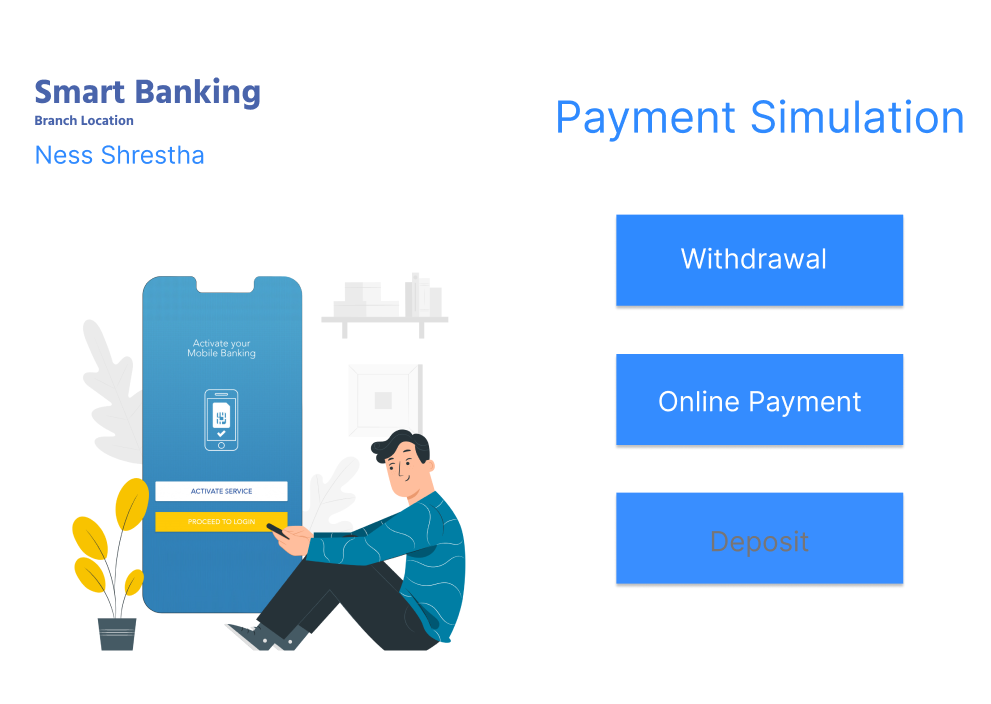 Smart Banking
Branch Location
Ness Shrestha
Activate your
Mobile Banking
ACTIVATE SERVICE
PROCEED TO LOGIN
Payment Simulation
Withdrawal
Online Payment
Deposit